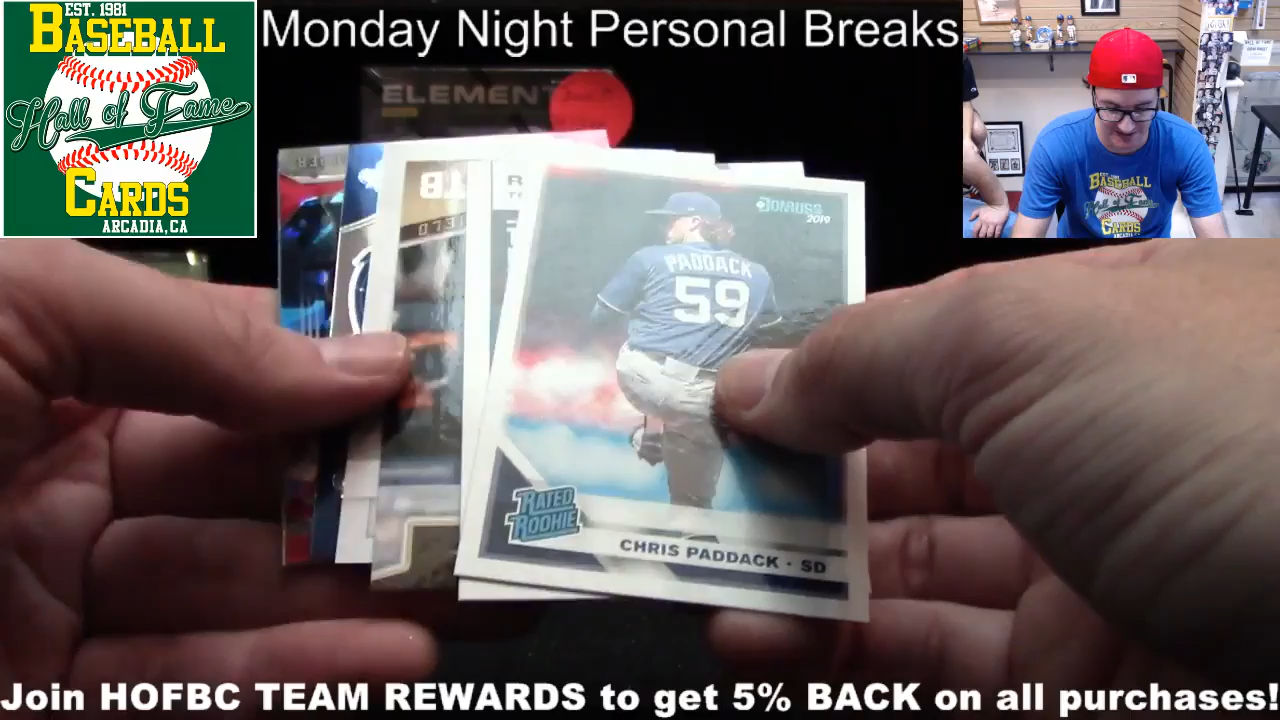 EST. 1981
BASEBALL
Hall of Fame
CARDS
ARCADIA, CA
Monday Night Personal Breaks
ELEMENT
DONRUSS
2019
PADDACK
59
RATED
ROOKIE
CHRIS PADDACK · SD
BASEBALL
Hall of Fame
CARDS
Join HOFBC TEAM REWARDS to get 5% BACK on all purchases!